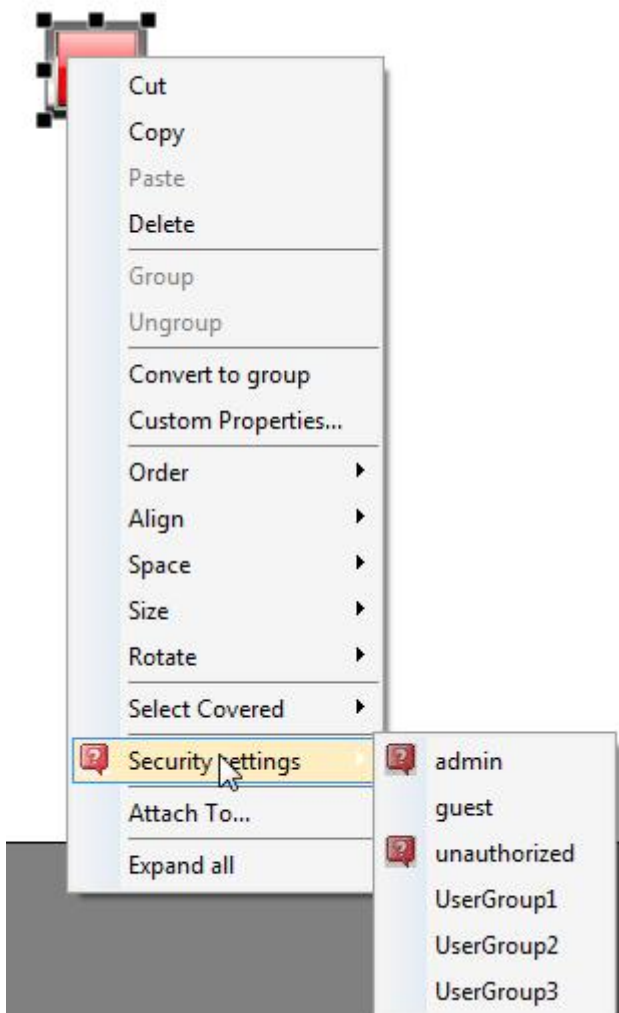 Cut
Copy
Paste
Delete
Group
Ungroup
Convert to group
Custom Properties...
Order
Align
Space
Size
Rotate
Select Covered
Security settings
Attach To...
Expand all
admin
guest
unauthorized
UserGroup1
UserGroup2
UserGroup3